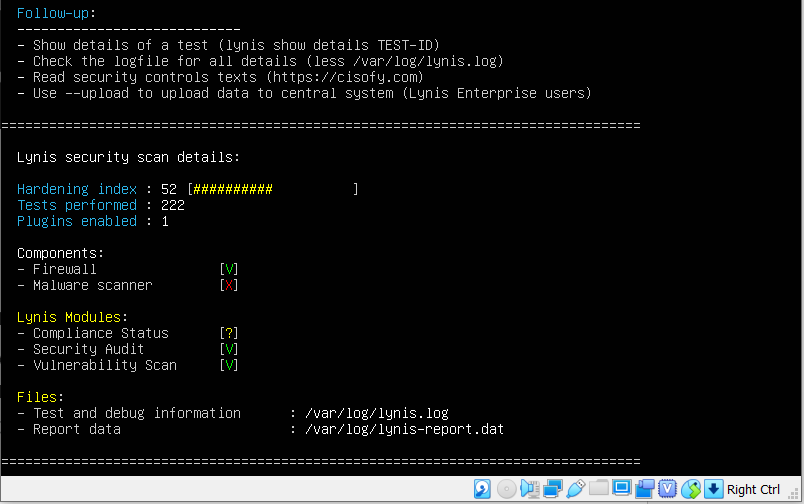 Follow-up:
----------------------------
- Show details of a test (lynis show details TEST-ID)
- Check the logfile for all details (less /var/log/lynis.log)
- Read security controls texts (https://cisofy.com)
- Use --upload to upload data to central system (Lynis Enterprise users)
================================================================================
Lynis security scan details:
Hardening index : 52 [##########          ]
Tests performed : 222
Plugins enabled : 1
Components:
- Firewall               [V]
- Malware scanner        [X]
Lynis Modules:
- Compliance Status      [?]
- Security Audit         [V]
- Vulnerability Scan     [V]
Files:
- Test and debug information      : /var/log/lynis.log
- Report data                     : /var/log/lynis-report.dat
================================================================================
Right Ctrl